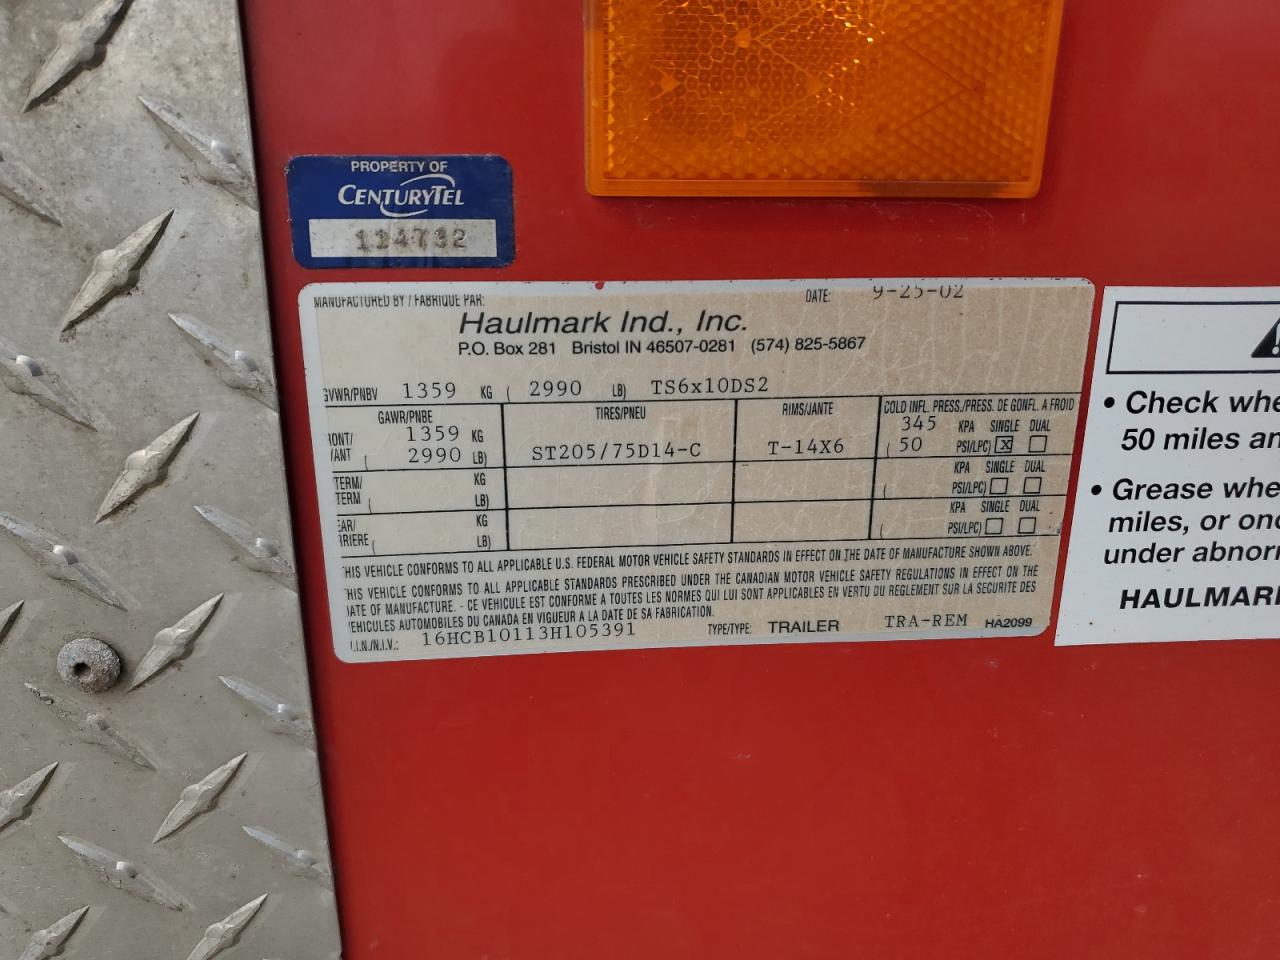 PROPERTY OF
CENTURYTEL
124732
MANUFACTURED BY / FABRIQUE PAR:
DATE: 9-25-02
Haulmark Ind., Inc.
P.O. Box 281 Bristol IN 46507-0281 (574) 825-5867
GVWR/PNBV 1359 KG ( 2990 LB) TS6x10DS2
GAWR/PNBE TIRES/PNEU RIMS/JANTE COLD INFL. PRESS./PRESS. DE GONFL. A FROID
RONT/ 1359 KG 345 KPA SINGLE DUAL
VANT ( 2990 LB) ST205/75D14-C T-14X6 ( 50 PSI/LPC) X
TERM/ KG KPA SINGLE DUAL
TERM ( LB) ( PSI/LPC)
EAR/ KG KPA SINGLE DUAL
RRIERE ( LB) ( PSI/LPC)
HIS VEHICLE CONFORMS TO ALL APPLICABLE U.S. FEDERAL MOTOR VEHICLE SAFETY STANDARDS IN EFFECT ON THE DATE OF MANUFACTURE SHOWN ABOVE.
HIS VEHICLE CONFORMS TO ALL APPLICABLE STANDARDS PRESCRIBED UNDER THE CANADIAN MOTOR VEHICLE SAFETY REGULATIONS IN EFFECT ON THE
DATE OF MANUFACTURE. - CE VEHICULE EST CONFORME A TOUTES LES NORMES QUI LUI SONT APPLICABLES EN VERTU DU REGLEMENT SUR LA SECURITE DES
VEHICULES AUTOMOBILES DU CANADA EN VIGUEUR A LA DATE DE SA FABRICATION.
V.I.N./N.I.V.: 16HCB10113H105391 TYPE/TYPE: TRAILER TRA-REM HA2099
• Check whe
50 miles an
• Grease whe
miles, or onc
under abnorm
HAULMARK